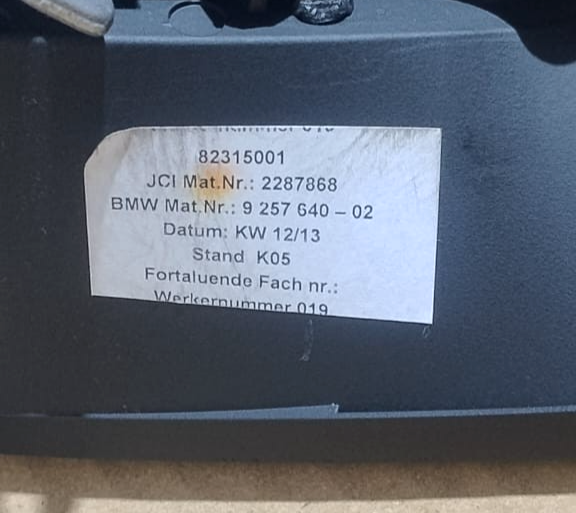 82315001
JCI Mat.Nr.: 2287868
BMW Mat.Nr.: 9 257 640 – 02
Datum: KW 12/13
Stand K05
Fortaluende Fach nr.:
Werkernummer 019